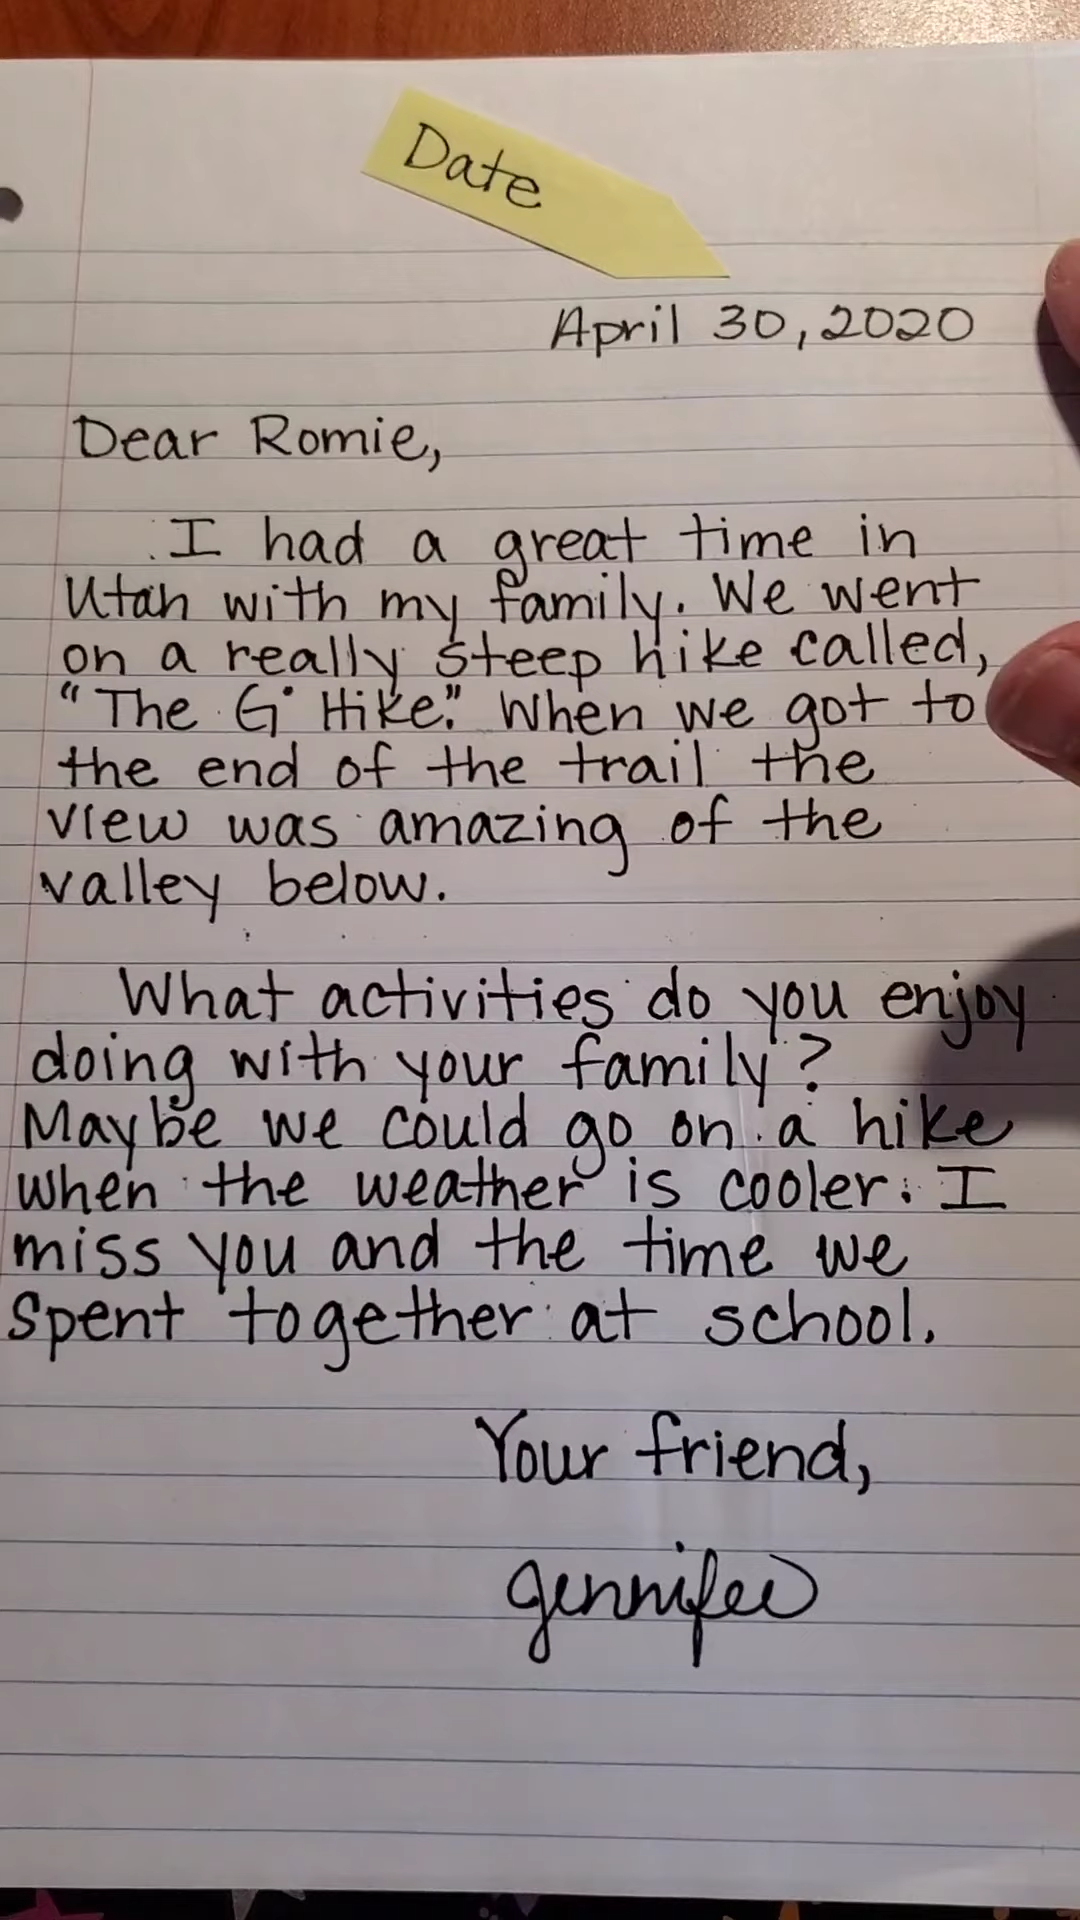 Date
April 30, 2020
Dear Romie,
I had a great time in
Utah with my family. We went
on a really steep hike called,
"The G Hike." When we got to
the end of the trail the
view was amazing of the
valley below.
What activities do you enjoy
doing with your family?
Maybe we could go on a hike
when the weather is cooler. I
miss you and the time we
spent together at school.
Your friend,
Jennifer